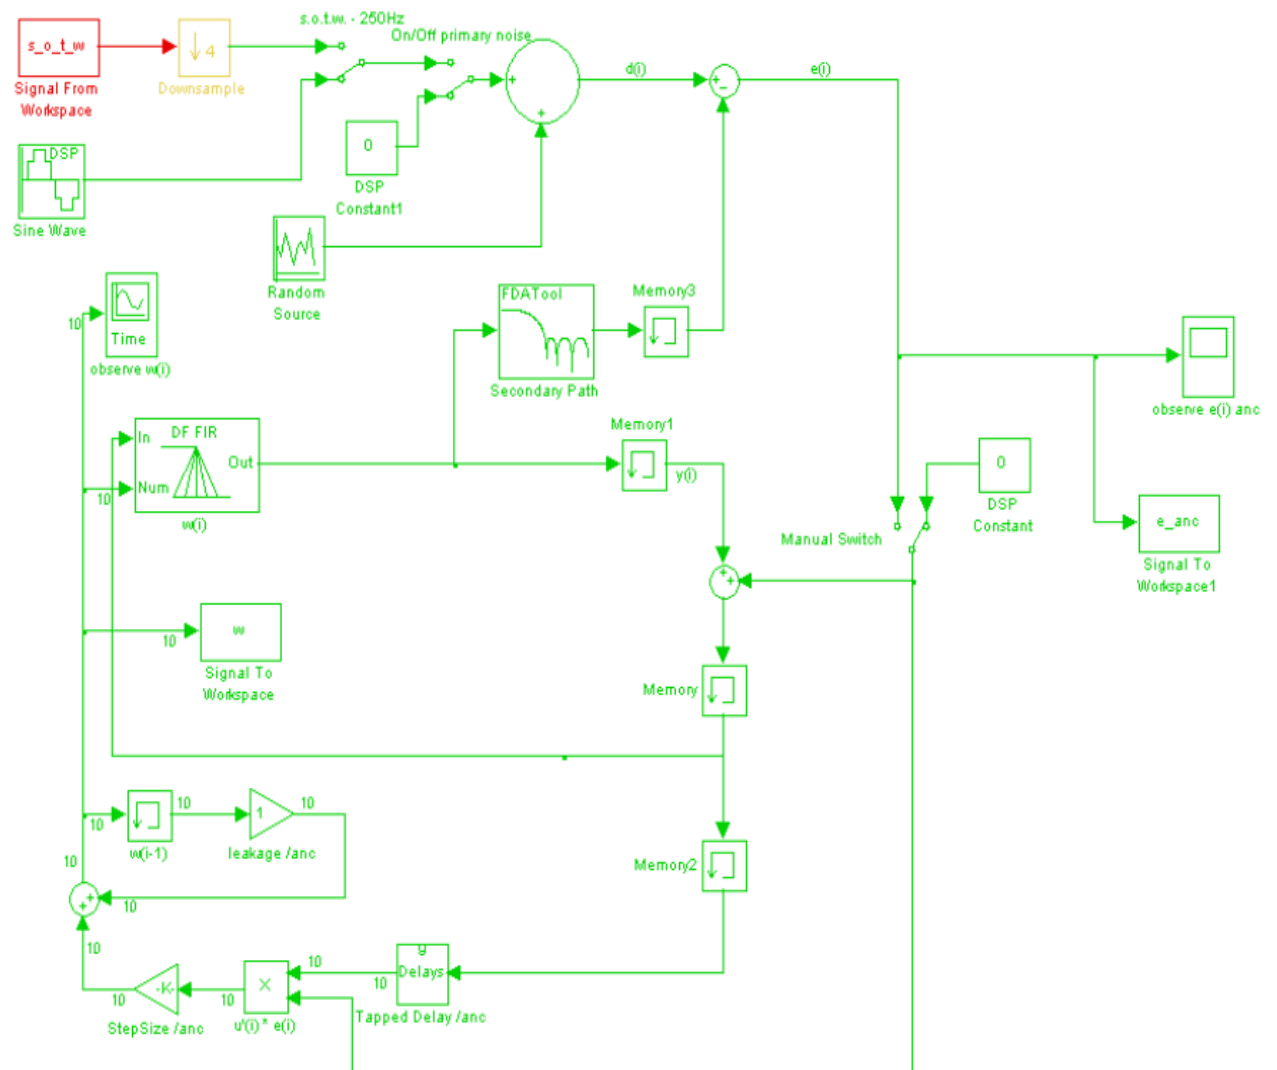 s.o.t.w. - 250Hz
On/Off primary noise
s_o_t_w
4
Signal From
Workspace
Downsample
+
d(i)
+
-
e(i)
+
0
DSP
Constant1
DSP
Sine Wave
Random
Source
10
Time
observe w(i)
FDATool
Secondary Path
Memory3
observe e(i) anc
Memory1
In
DF FIR
Out
Num
10
w(i)
y(i)
0
DSP
Constant
Manual Switch
e_anc
Signal To
Workspace1
+
+
w
10
Signal To
Workspace
Memory
10
10
1
10
w(i-1)
leakage /anc
Memory2
10
+
+
10
10
9
Delays
10
10
Tapped Delay /anc
X
10
u'(i) * e(i)
-K-
10
StepSize /anc